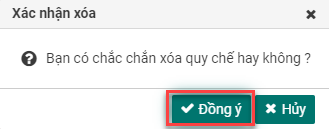 Xác nhận xóa
Bạn có chắc chắn xóa quy chế hay không ?
Đồng ý
Hủy